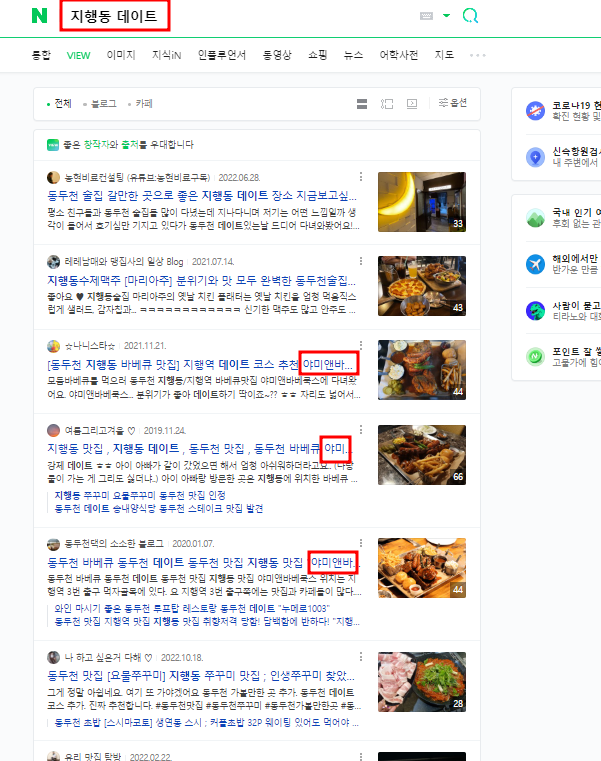 N 지행동 데이트
통합 VIEW 이미지 지식iN 인플루언서 동영상 쇼핑 뉴스 어학사전 지도
전체 블로그 카페 옵션
좋은 창작자와 출처를 우대합니다
농현비료컨설팅 (유튜브:농현비료구독) 2022.06.28.
동두천 술집 갈만한 곳으로 좋은 지행동 데이트 장소 지금보고싶...
평소 친구들과 동두천 술집들 많이 다녔는데 지나다니며 저기는 어떤 느낌일까 생
각이 들어서 호기심만 가지고 있다가 동두천 데이트있는날 드디어 다녀와봤어요!...
33
레레남매와 맹집사의 일상 Blog 2021.07.14.
지행동수제맥주 [마리아주] 분위기와 맛 모두 완벽한 동두천술집...
좋아요 ♥ 지행동술집 마리아주의 옛날 치킨 플래터는 옛날 치킨을 엄청 먹음직스
럽게 샐러드, 감자칩과... ㅋㅋㅋㅋㅋㅋㅋㅋㅋㅋㅋㅋ 신기한 맥주도 많고 안주도 ...
43
☆나니스타☆ 2021.11.21.
[동두천 지행동 바베큐 맛집] 지행역 데이트 코스 추천 야미앤바...
모듬바베큐를 먹으러 동두천 지행동/지행역 바베큐맛집 야미앤바베쿡스에 다녀왔
어요. 야미앤바베쿡스... 분위기가 좋아 데이트하기 딱이죠~?? ㅎㅎ 자리도 넓어서...
44
여름그리고겨울 ♡ 2019.11.24.
지행동 맛집 , 지행동 데이트 , 동두천 맛집 , 동두천 바베큐 야미...
강제 데이트 ㅎㅎ 아이 아빠가 같이 갔었으면 해서 엄청 아쉬워하더라고요. (나랑
둘이 가는 게 그리도 싫더냐.) 아이 아빠랑 방문한 곳은 지행동에 위치한 바베큐 ...
66
지행동 쭈꾸미 요물쭈꾸미 동두천 맛집 인정
동두천 데이트 송내양식당 동두천 스테이크 맛집 발견
동두천댁의 소소한 블로그 2020.01.07.
동두천 바베큐 동두천 데이트 동두천 맛집 지행동 맛집 야미앤바...
동두천 바베큐 동두천 데이트 동두천 맛집 지행동 맛집 야미앤바베쿡스 위치는 지
행역 3번 출구 먹자골목에 있다. 요 지행역 3번 출구쪽에는 맛집과 카페들이 많다....
44
와인 마시기 좋은 동두천 루프탑 레스토랑 동두천 데이트 "누메로1003"
동두천 맛집 지행역 맛집 지행동 맛집 취향저격 탕탕! 담백함에 반하다! "지행...
나 하고 싶은거 다해 ♡ 2022.10.18.
동두천 맛집 [요물쭈꾸미] 지행동 쭈꾸미 맛집 ; 인생쭈꾸미 찾았...
그게 정말 아쉽네요. 여기 또 가야겠어요 동두천 가볼만한 곳 추가. 동두천 데이트
코스 추가. 진짜 추천합니다. #동두천맛집 #동두천쭈꾸미 #동두천가볼만한곳 #동...
28
동두천 초밥 [스시마코토] 생연동 스시 ; 커플초밥 32P 웨이팅 있어도 먹어야 ...
유리 맛집 탐방 2022.02.22.
코로나19 현
확진 현황 및
신속항원검사
내 주변에서
국내 인기 여
후회 없는 관
해외에서만
반가운 만큼
사람이 묻고
티라노와 대화
포인트 잘 쌓
고물가에 힘이